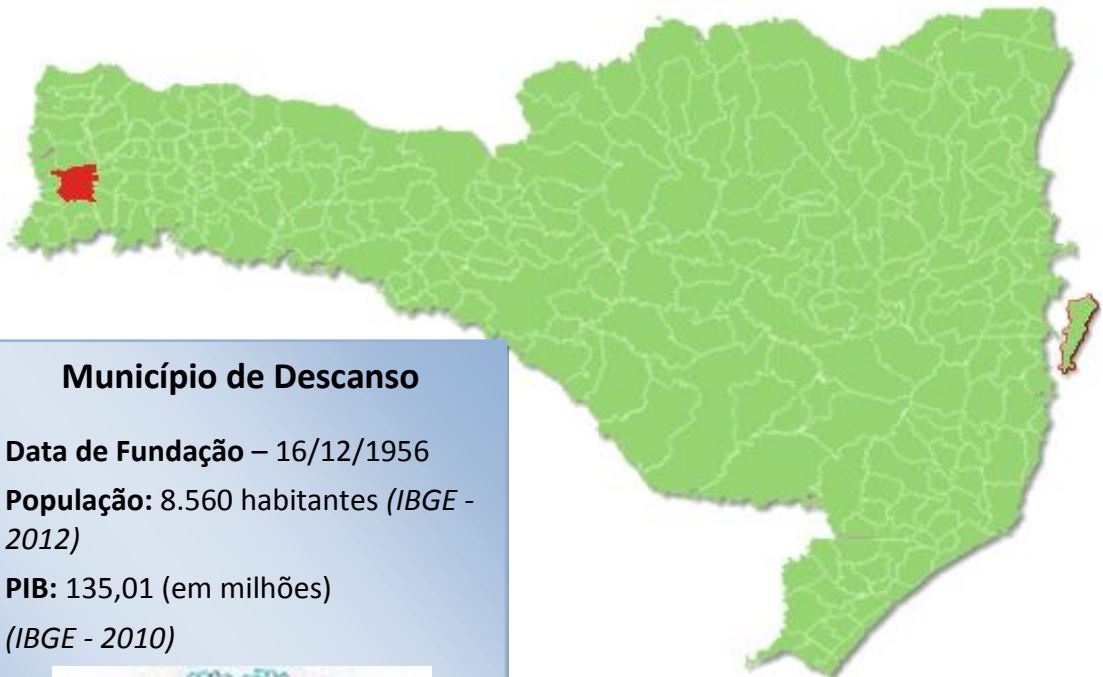 Município de Descanso
Data de Fundação – 16/12/1956
População: 8.560 habitantes (IBGE -
2012)
PIB: 135,01 (em milhões)
(IBGE - 2010)